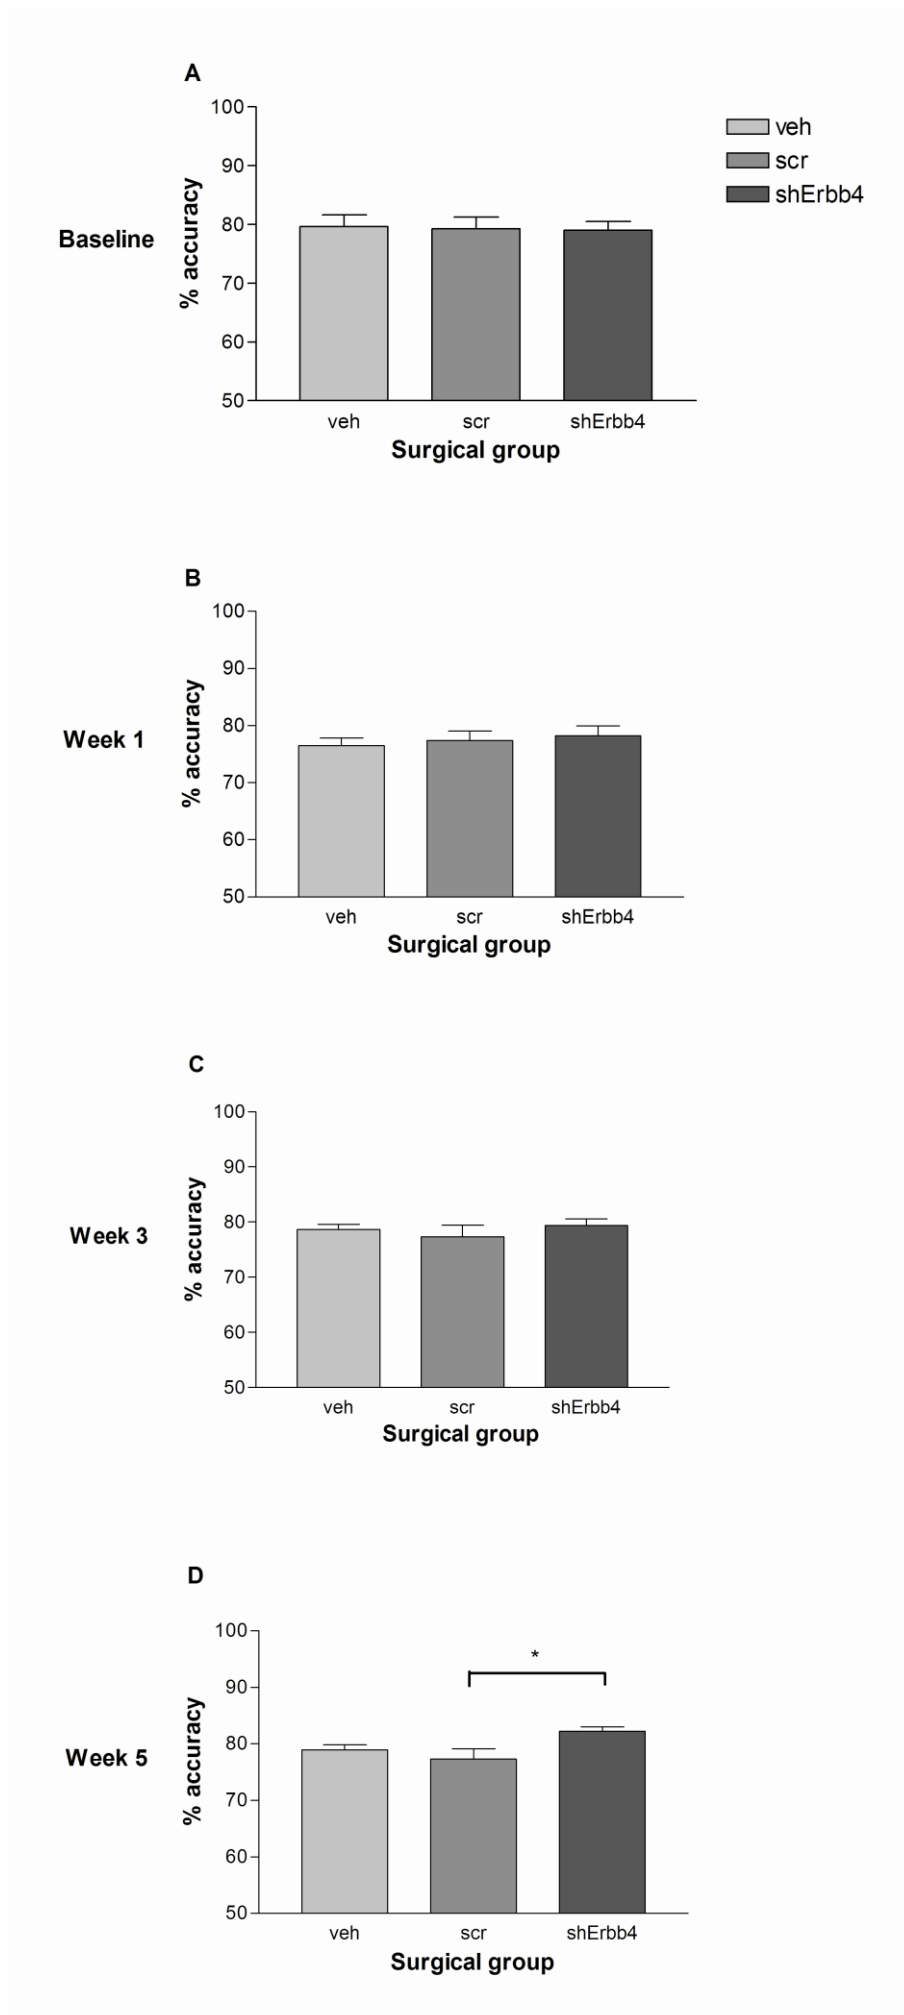 A
100
90
80
70
60
50
% accuracy
Baseline
veh
scr
shErbb4
veh scr shErbb4
Surgical group
B
100
90
80
70
60
50
% accuracy
Week 1
veh scr shErbb4
Surgical group
C
100
90
80
70
60
50
% accuracy
Week 3
veh scr shErbb4
Surgical group
D
100
90
80
70
60
50
% accuracy
Week 5
*
veh scr shErbb4
Surgical group